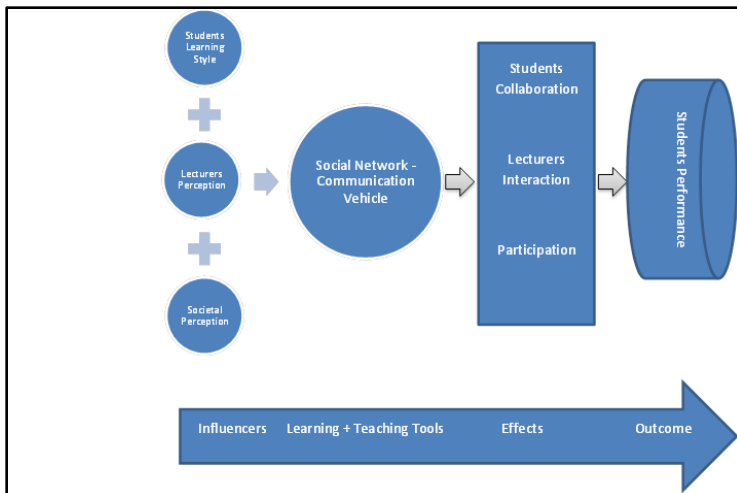 Students
Learning
Style
Lecturers
Perception
Societal
Perception
Social Network -
Communication
Vehicle
Students
Collaboration
Lecturers
Interaction
Participation
Students Performance
Influencers
Learning + Teaching Tools
Effects
Outcome